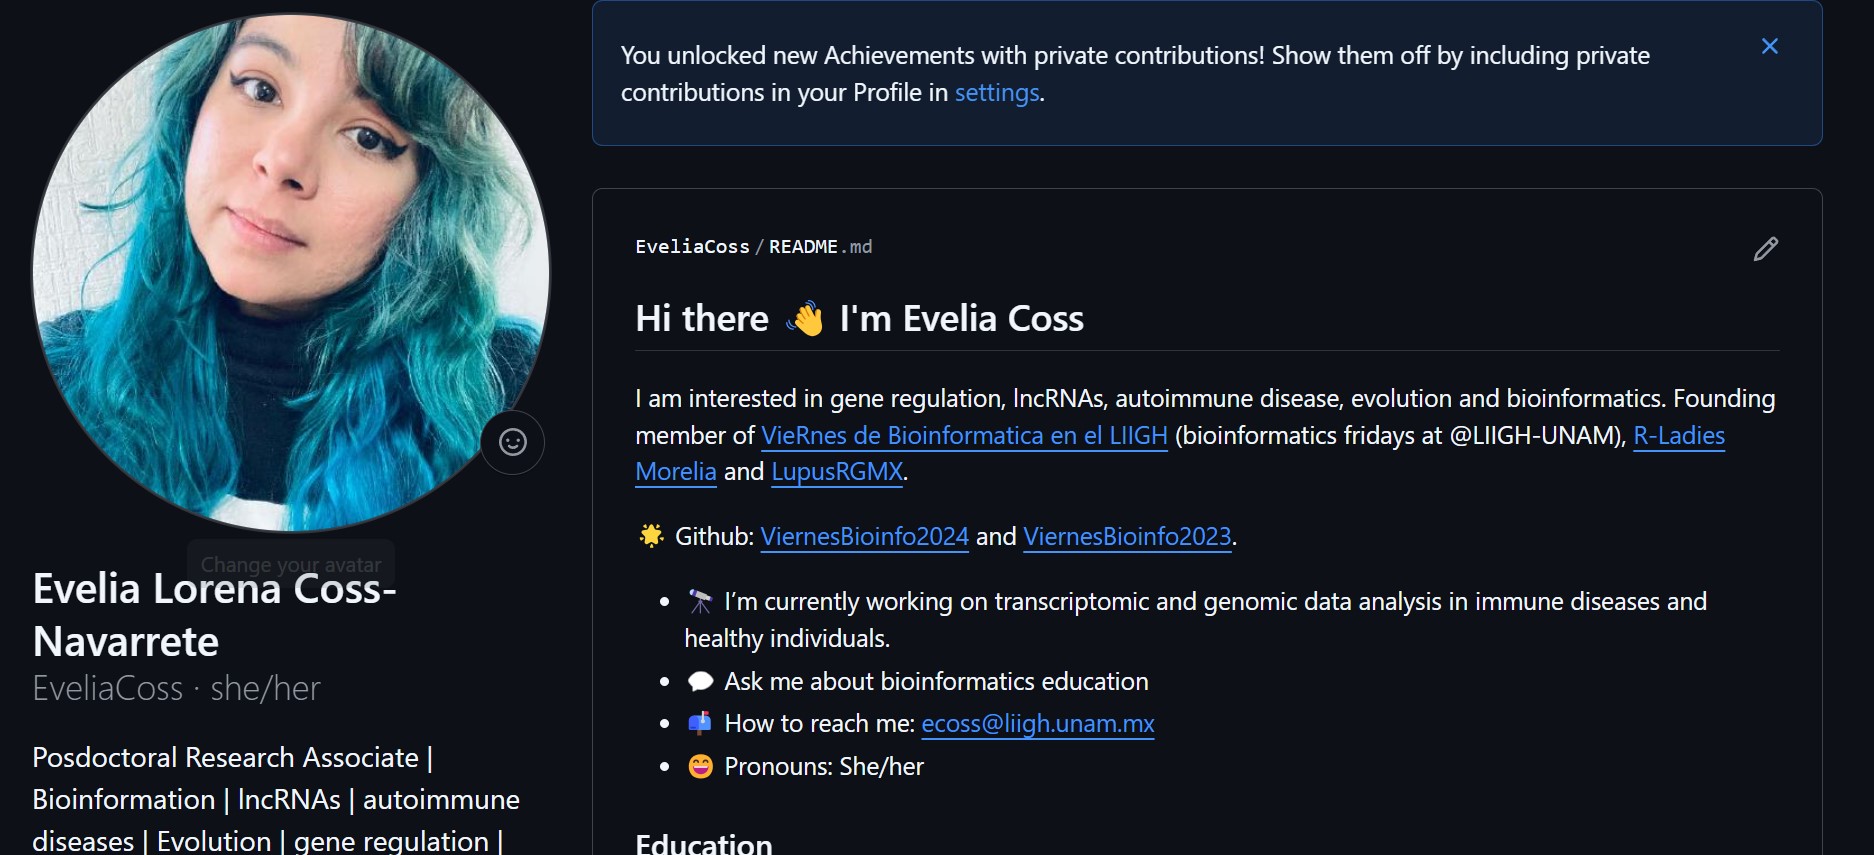 You unlocked new Achievements with private contributions! Show them off by including private
contributions in your Profile in settings.
EveliaCoss / README.md
Hi there 👋 I'm Evelia Coss
I am interested in gene regulation, lncRNAs, autoimmune disease, evolution and bioinformatics. Founding
member of VieRnes de Bioinformatica en el LIIGH (bioinformatics fridays at @LIIGH-UNAM), R-Ladies
Morelia and LupusRGMX.
🌟 Github: ViernesBioinfo2024 and ViernesBioinfo2023.
• 🔭 I’m currently working on transcriptomic and genomic data analysis in immune diseases and
healthy individuals.
• 💬 Ask me about bioinformatics education
• 📫 How to reach me: ecoss@liigh.unam.mx
• 😄 Pronouns: She/her
Education
Change your avatar
Evelia Lorena Coss-
Navarrete
EveliaCoss · she/her
Posdoctoral Research Associate |
Bioinformation | lncRNAs | autoimmune
diseases | Evolution | gene regulation |